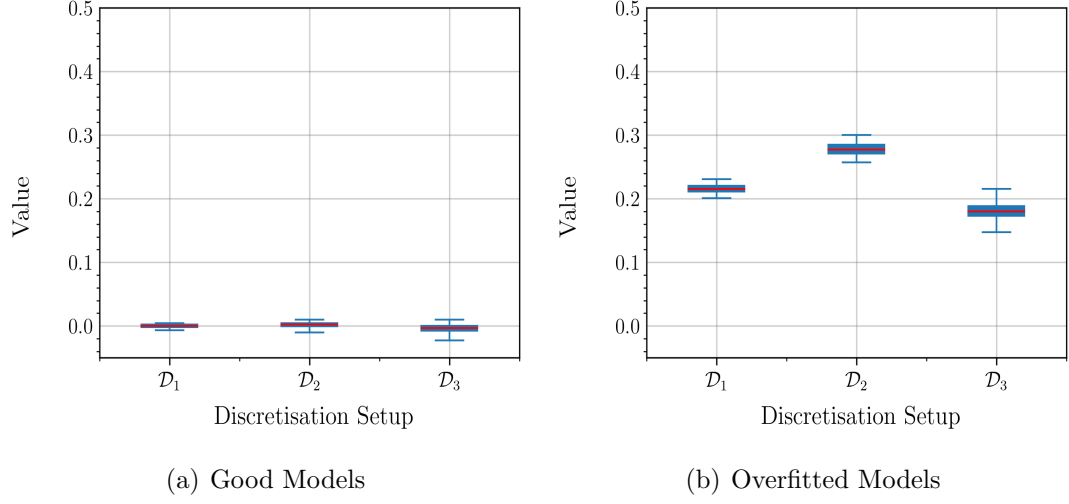 0.5
0.4
0.3
0.2
0.1
0.0
Value
𝒟₁ 𝒟₂ 𝒟₃
Discretisation Setup
(a) Good Models
0.5
0.4
0.3
0.2
0.1
0.0
Value
𝒟₁ 𝒟₂ 𝒟₃
Discretisation Setup
(b) Overfitted Models